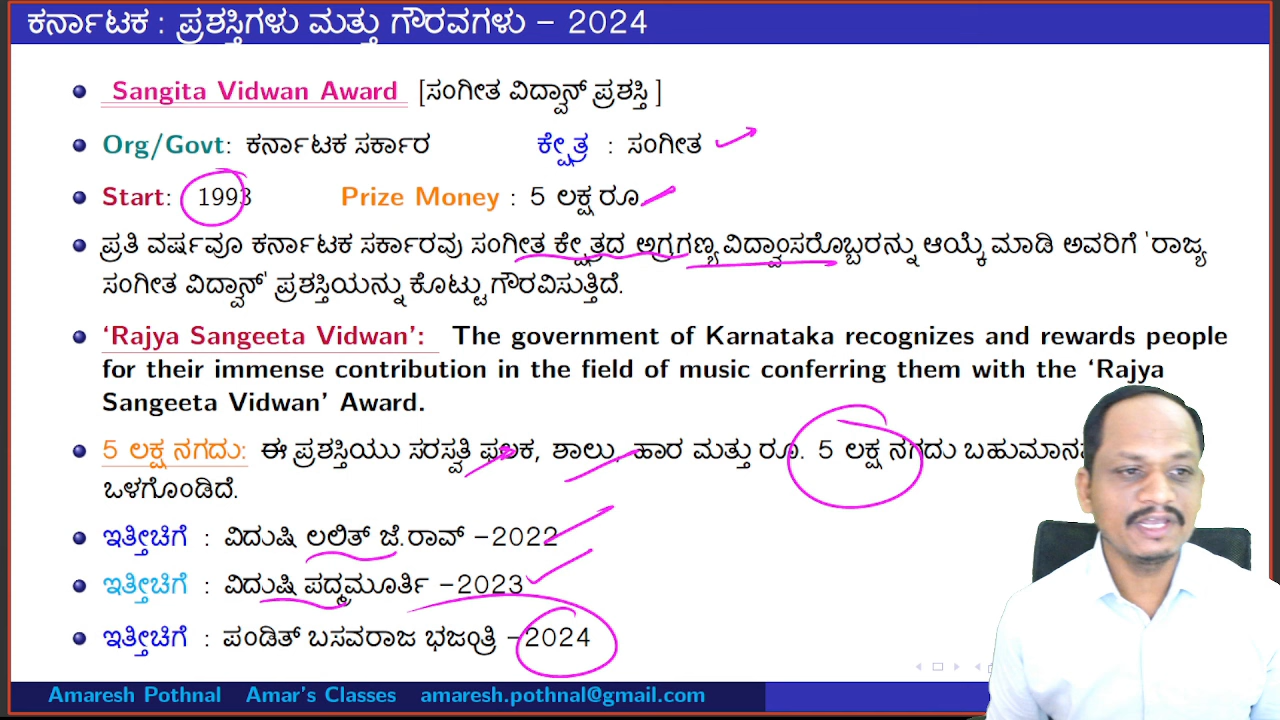 ಕರ್ನಾಟಕ : ಪ್ರಶಸ್ತಿಗಳು ಮತ್ತು ಗೌರವಗಳು – 2024
Sangita Vidwan Award [ಸಂಗೀತ ವಿದ್ವಾನ್ ಪ್ರಶಸ್ತಿ ]
Org/Govt: ಕರ್ನಾಟಕ ಸರ್ಕಾರ ಕ್ಷೇತ್ರ : ಸಂಗೀತ
Start: 1993 Prize Money : 5 ಲಕ್ಷ ರೂ.
ಪ್ರತಿ ವರ್ಷವೂ ಕರ್ನಾಟಕ ಸರ್ಕಾರವು ಸಂಗೀತ ಕ್ಷೇತ್ರದ ಅಗ್ರಗಣ್ಯ ವಿದ್ವಾಂಸರೊಬ್ಬರನ್ನು ಆಯ್ಕೆ ಮಾಡಿ ಅವರಿಗೆ 'ರಾಜ್ಯ
ಸಂಗೀತ ವಿದ್ವಾನ್' ಪ್ರಶಸ್ತಿಯನ್ನು ಕೊಟ್ಟು ಗೌರವಿಸುತ್ತಿದೆ.
‘Rajya Sangeeta Vidwan’: The government of Karnataka recognizes and rewards people
for their immense contribution in the field of music conferring them with the ‘Rajya
Sangeeta Vidwan’ Award.
5 ಲಕ್ಷ ನಗದು: ಈ ಪ್ರಶಸ್ತಿಯು ಸರಸ್ವತಿ ಫಲಕ, ಶಾಲು, ಹಾರ ಮತ್ತು ರೂ. 5 ಲಕ್ಷ ನಗದು ಬಹುಮಾನ
ಒಳಗೊಂಡಿದೆ.
ಇತ್ತೀಚಿಗೆ : ವಿದುಷಿ ಲಲಿತ್ ಜೆ.ರಾವ್ –2022
ಇತ್ತೀಚಿಗೆ : ವಿದುಷಿ ಪದ್ಮಮೂರ್ತಿ –2023
ಇತ್ತೀಚಿಗೆ : ಪಂಡಿತ್ ಬಸವರಾಜ ಭಜಂತ್ರಿ –2024
Amaresh Pothnal Amar's Classes amaresh.pothnal@gmail.com